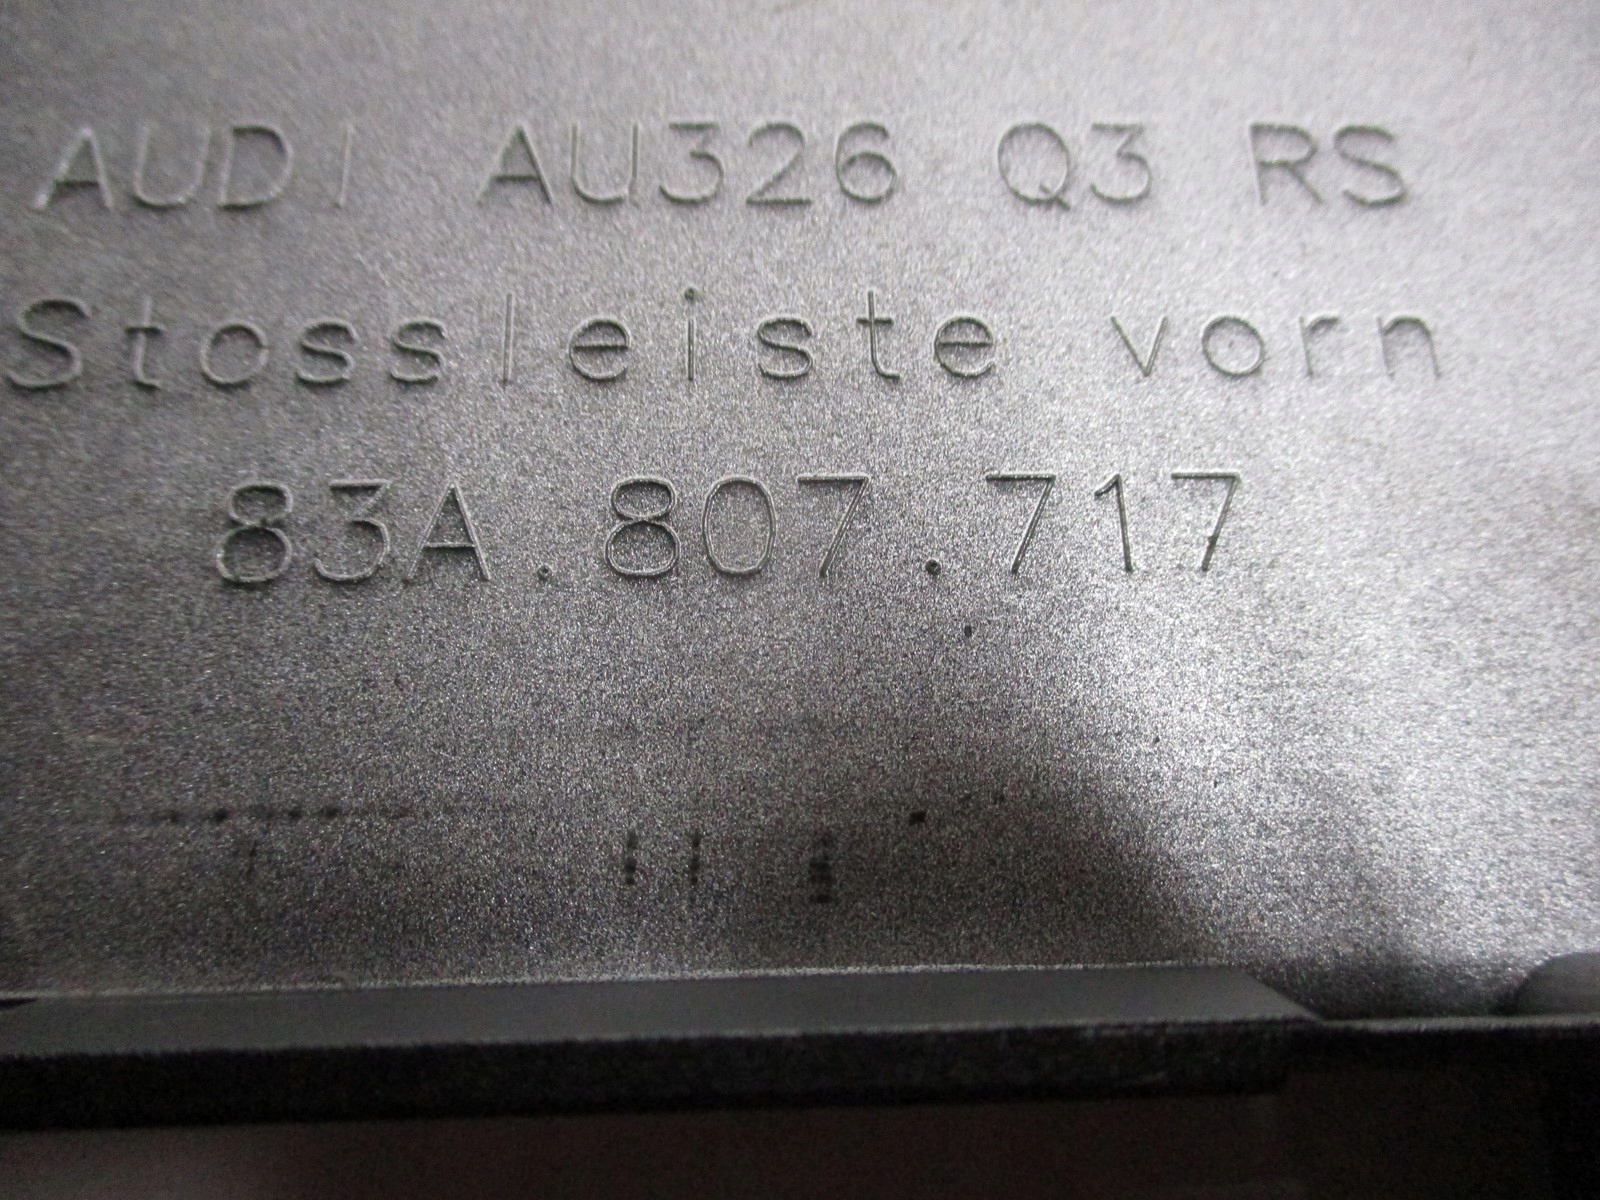 AUDI AU326 Q3 RS
Stossleiste vorn
83A.807.717